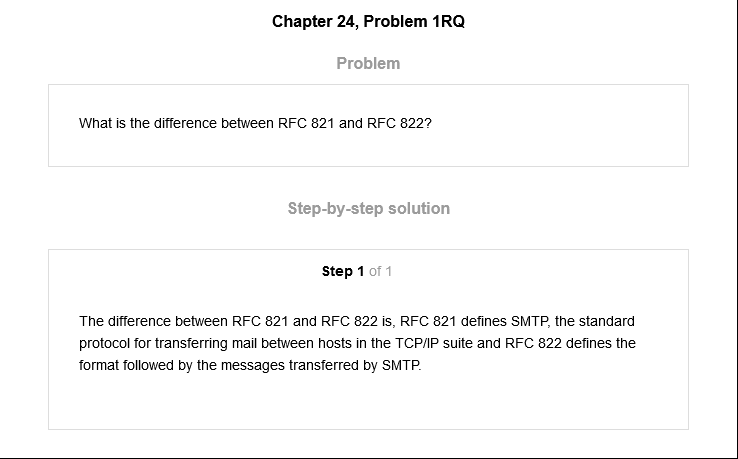 Chapter 24, Problem 1RQ
Problem
What is the difference between RFC 821 and RFC 822?
Step-by-step solution
Step 1 of 1
The difference between RFC 821 and RFC 822 is, RFC 821 defines SMTP, the standard
protocol for transferring mail between hosts in the TCP/IP suite and RFC 822 defines the
format followed by the messages transferred by SMTP.